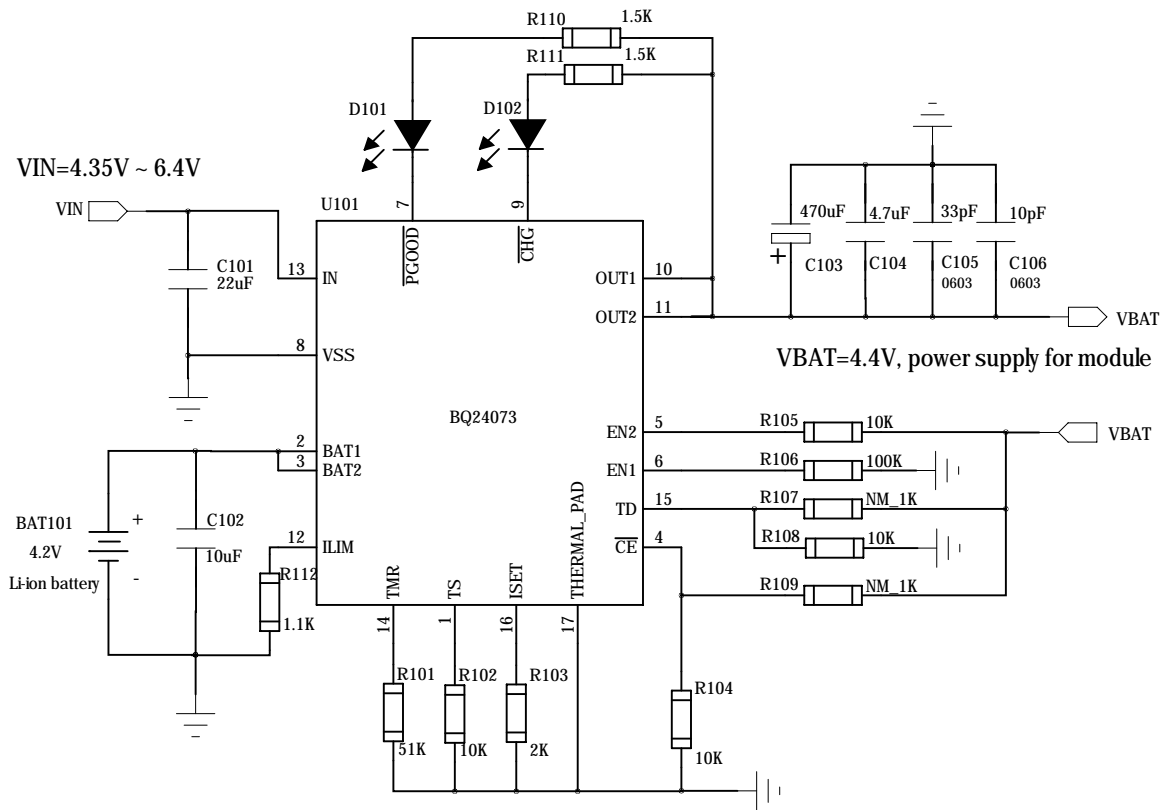 R110
1.5K
R111
1.5K
D101
D102
VIN=4.35V ~ 6.4V
VIN
U101
7
9
PGOOD
CHG
C101
22uF
13
IN
8
VSS
OUT1
10
OUT2
11
470uF
4.7uF
33pF
10pF
+
C103
C104
C105
0603
C106
0603
VBAT
VBAT=4.4V, power supply for module
BQ24073
2
BAT1
3
BAT2
EN2
5
R105
10K
VBAT
EN1
6
R106
100K
TD
15
R107
NM_1K
R108
10K
CE
4
R109
NM_1K
BAT101
+
4.2V
-
Li-ion battery
C102
10uF
12
ILIM
R112
1.1K
TMR
TS
ISET
THERMAL_PAD
14
1
16
17
R101
51K
R102
10K
R103
2K
R104
10K